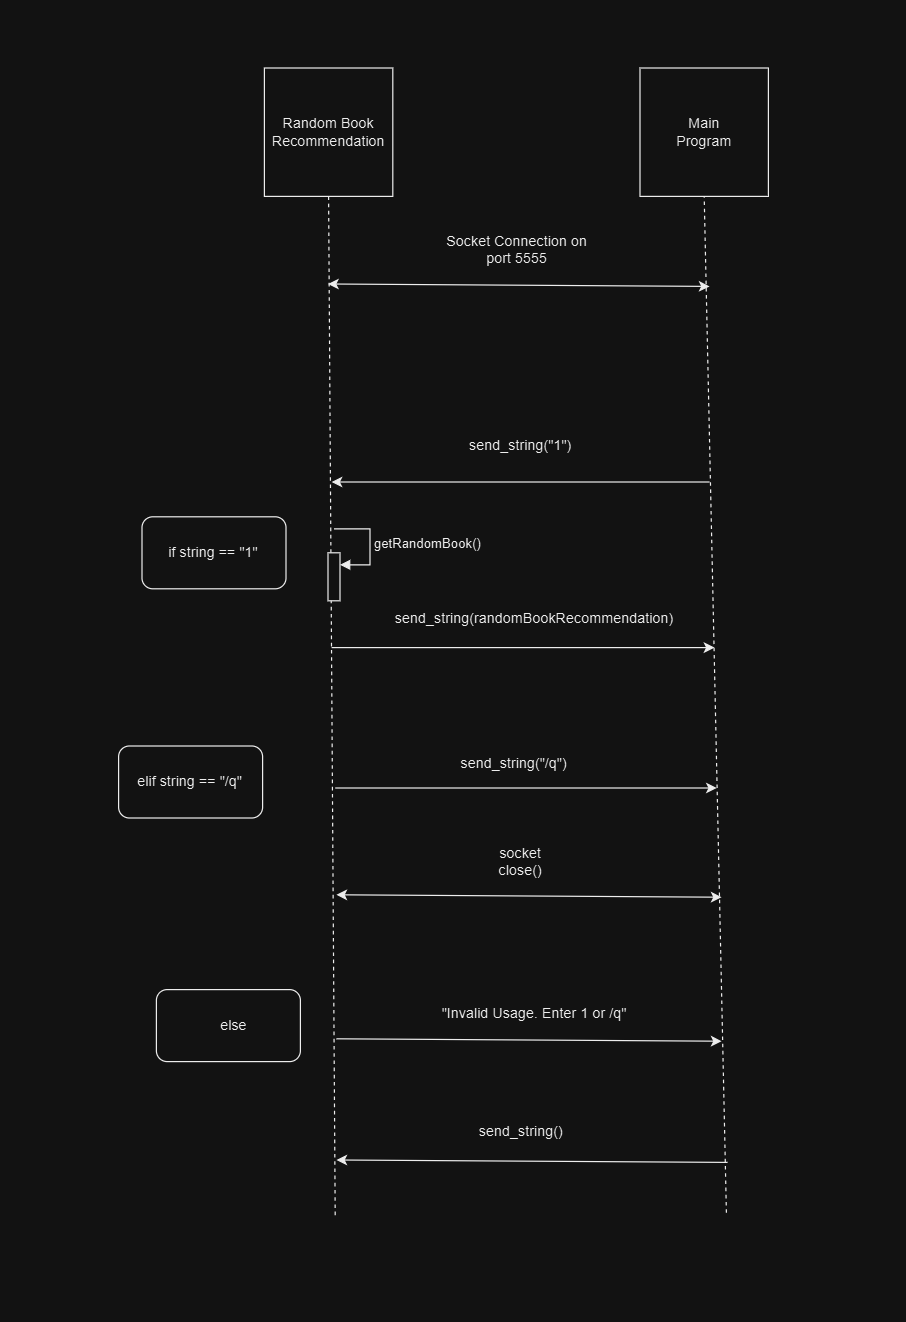 Random Book
Recommendation
Main
Program
Socket Connection on
port 5555
send_string("1")
if string == "1"
getRandomBook()
send_string(randomBookRecommendation)
elif string == "/q"
send_string("/q")
socket
close()
else
"Invalid Usage. Enter 1 or /q"
send_string()